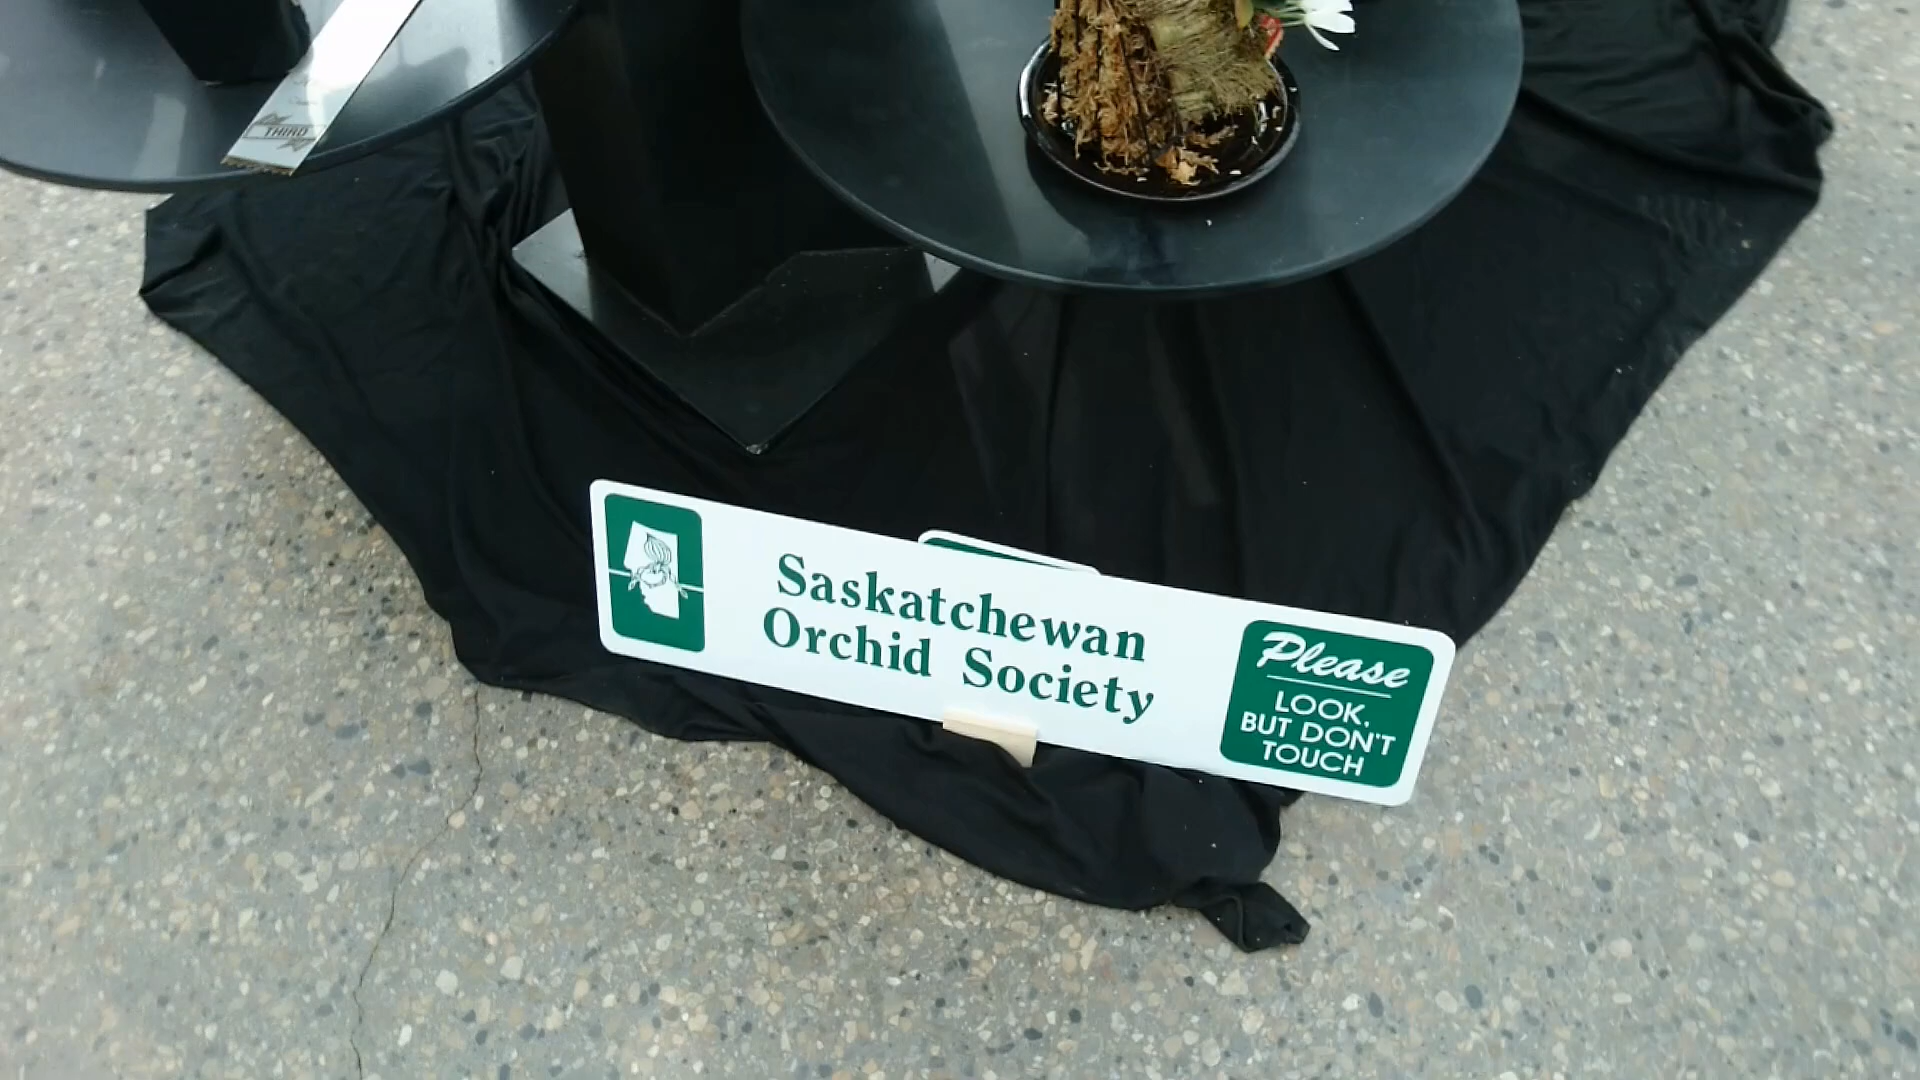 THIRD
Saskatchewan
Orchid Society
Please
LOOK,
BUT DON'T
TOUCH